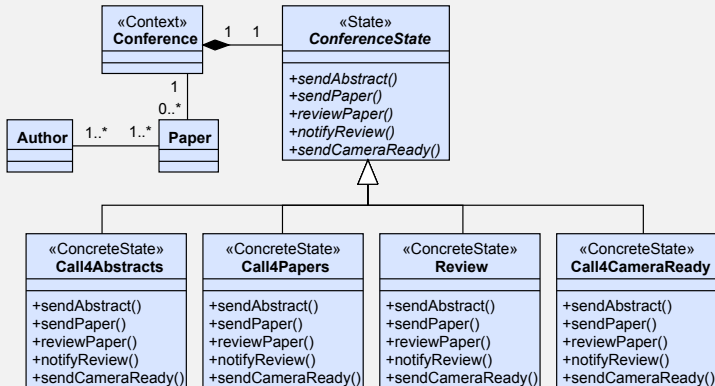 «Context»
Conference
1
1
«State»
ConferenceState
+sendAbstract()
+sendPaper()
+reviewPaper()
+notifyReview()
+sendCameraReady()
1
0..*
Author
1..*
1..*
Paper
«ConcreteState»
Call4Abstracts
+sendAbstract()
+sendPaper()
+reviewPaper()
+notifyReview()
+sendCameraReady()
«ConcreteState»
Call4Papers
+sendAbstract()
+sendPaper()
+reviewPaper()
+notifyReview()
+sendCameraReady()
«ConcreteState»
Review
+sendAbstract()
+sendPaper()
+reviewPaper()
+notifyReview()
+sendCameraReady()
«ConcreteState»
Call4CameraReady
+sendAbstract()
+sendPaper()
+reviewPaper()
+notifyReview()
+sendCameraReady()